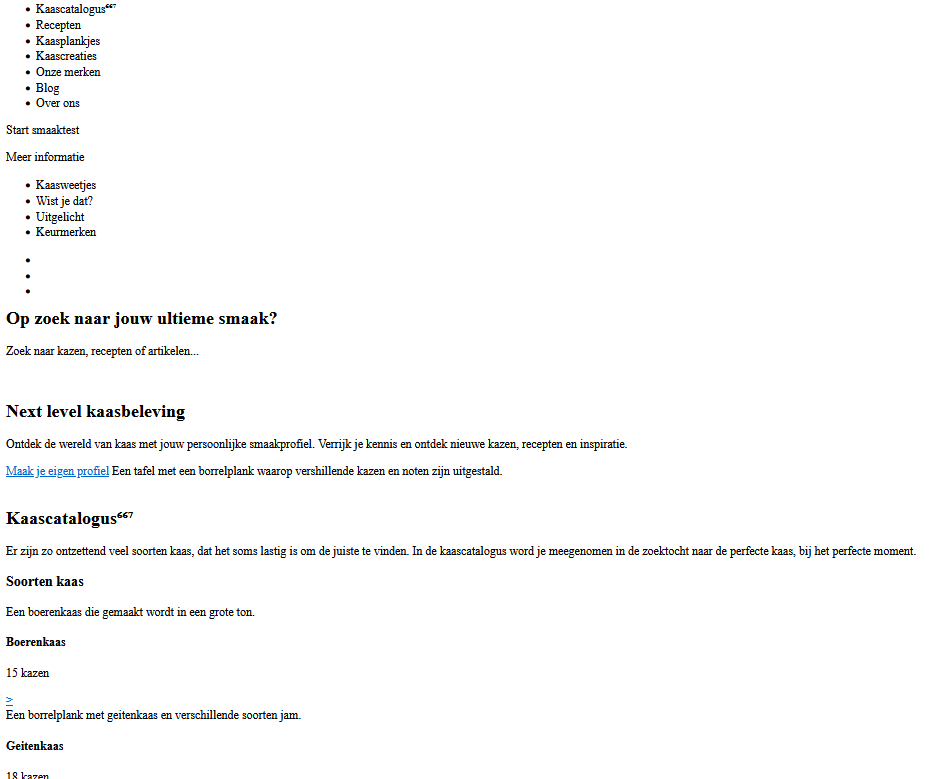 Kaascatalogus⁶⁶⁷
Recepten
Kaasplankjes
Kaascreaties
Onze merken
Blog
Over ons
Start smaaktest
Meer informatie
Kaasweetjes
Wist je dat?
Uitgelicht
Keurmerken
Op zoek naar jouw ultieme smaak?
Zoek naar kazen, recepten of artikelen...
Next level kaasbeleving
Ontdek de wereld van kaas met jouw persoonlijke smaakprofiel. Verrijk je kennis en ontdek nieuwe kazen, recepten en inspiratie.
Maak je eigen profiel Een tafel met een borrelplank waarop vershillende kazen en noten zijn uitgestald.
Kaascatalogus⁶⁶⁷
Er zijn zo ontzettend veel soorten kaas, dat het soms lastig is om de juiste te vinden. In de kaascatalogus word je meegenomen in de zoektocht naar de perfecte kaas, bij het perfecte moment.
Soorten kaas
Een boerenkaas die gemaakt wordt in een grote ton.
Boerenkaas
15 kazen
>
Een borrelplank met geitenkaas en verschillende soorten jam.
Geitenkaas
18 kazen